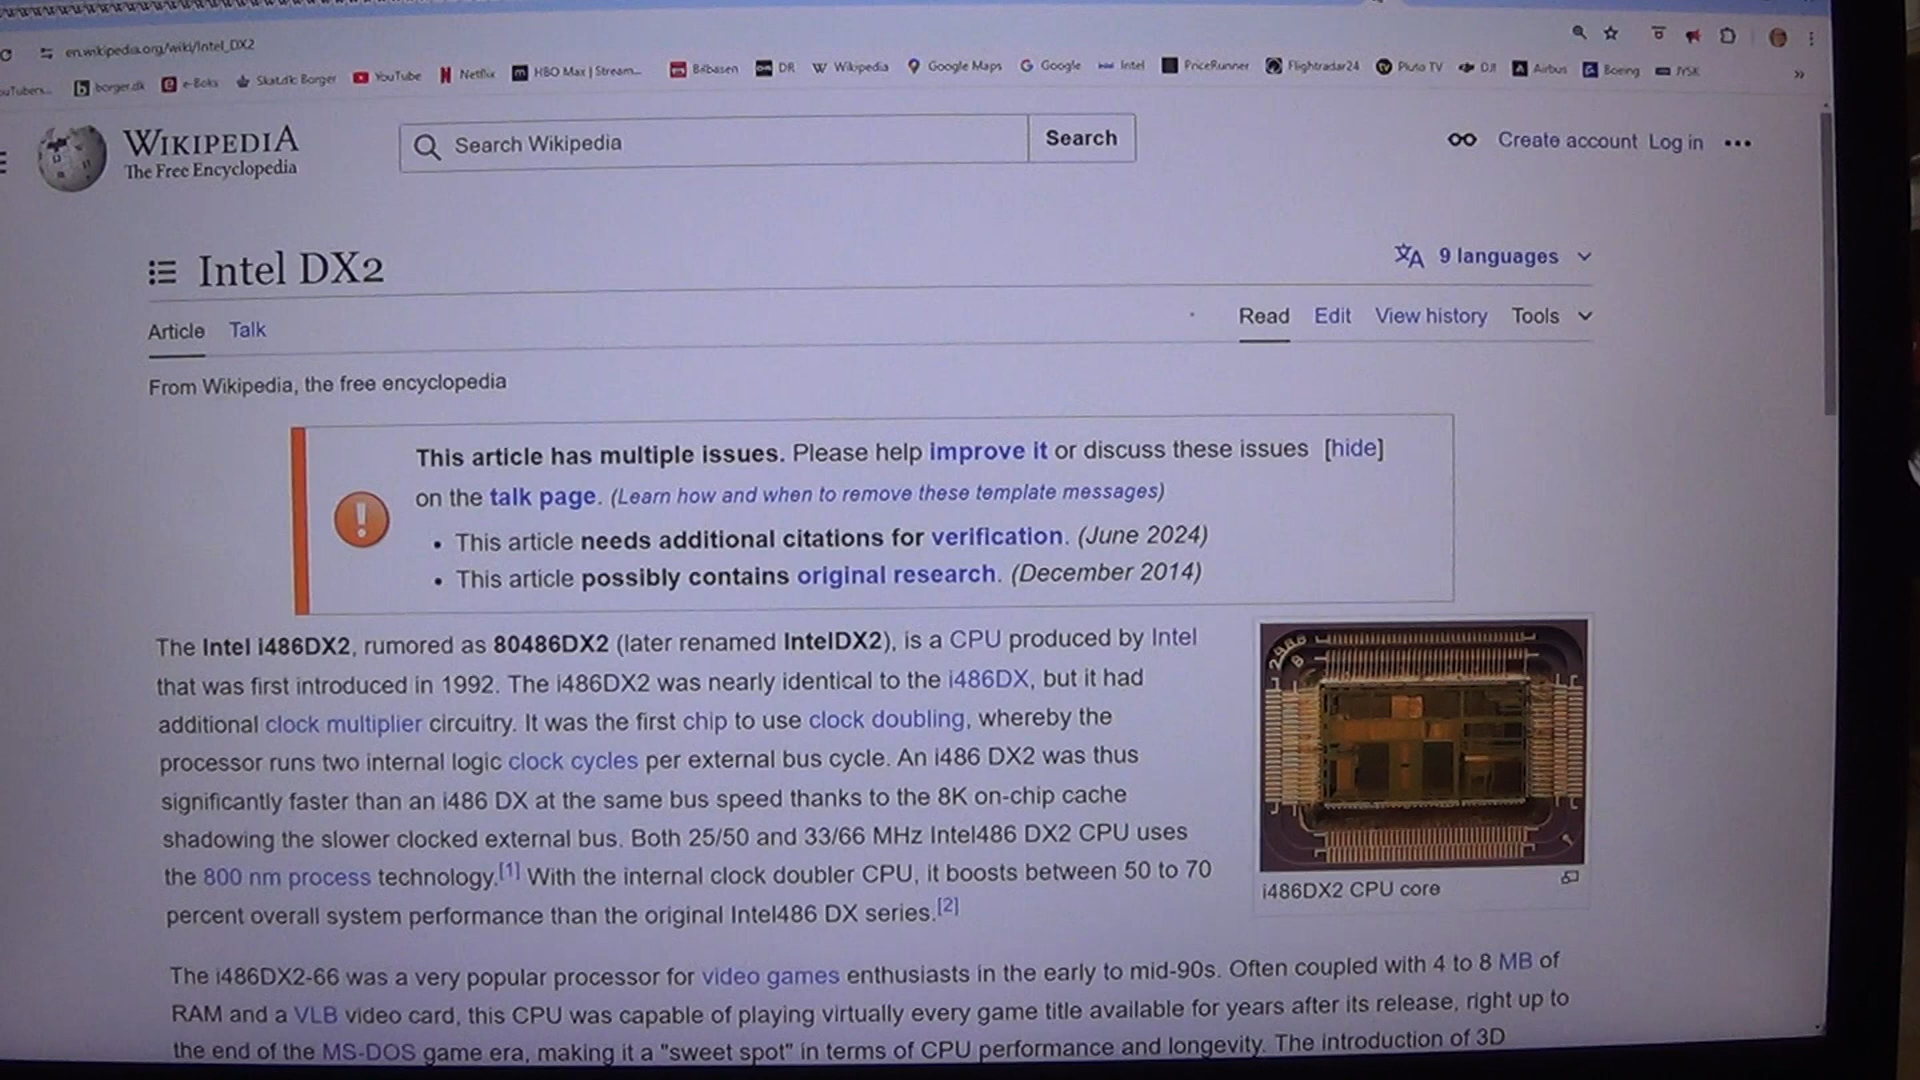 en.wikipedia.org/wiki/Intel_DX2
ouTubers... borger.dk e-Boks Skat.dk: Borger YouTube Netflix HBO Max | Stream... Bilbasen DR Wikipedia Google Maps Google Intel PriceRunner Flightradar24 Pluto TV DJI Airbus Boeing JYSK »
WIKIPEDIA
The Free Encyclopedia
Search Wikipedia Search
Create account Log in
Intel DX2
9 languages
Article Talk Read Edit View history Tools
From Wikipedia, the free encyclopedia
This article has multiple issues. Please help improve it or discuss these issues [hide]
on the talk page. (Learn how and when to remove these template messages)
• This article needs additional citations for verification. (June 2024)
• This article possibly contains original research. (December 2014)
The Intel i486DX2, rumored as 80486DX2 (later renamed IntelDX2), is a CPU produced by Intel
that was first introduced in 1992. The i486DX2 was nearly identical to the i486DX, but it had
additional clock multiplier circuitry. It was the first chip to use clock doubling, whereby the
processor runs two internal logic clock cycles per external bus cycle. An i486 DX2 was thus
significantly faster than an i486 DX at the same bus speed thanks to the 8K on-chip cache
shadowing the slower clocked external bus. Both 25/50 and 33/66 MHz Intel486 DX2 CPU uses
the 800 nm process technology.[1] With the internal clock doubler CPU, it boosts between 50 to 70
percent overall system performance than the original Intel486 DX series.[2]
i486DX2 CPU core
The i486DX2-66 was a very popular processor for video games enthusiasts in the early to mid-90s. Often coupled with 4 to 8 MB of
RAM and a VLB video card, this CPU was capable of playing virtually every game title available for years after its release, right up to
the end of the MS-DOS game era, making it a "sweet spot" in terms of CPU performance and longevity. The introduction of 3D